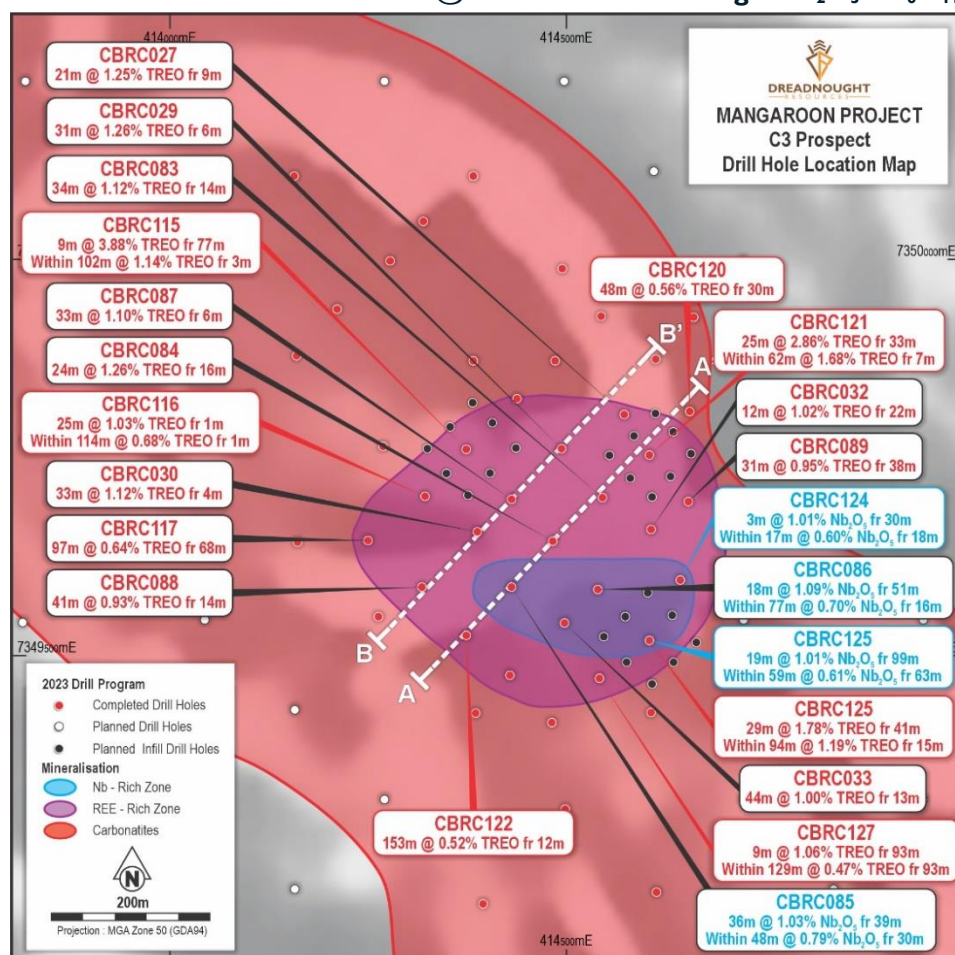 414000mE
414500mE
DREADNOUGHT
RESOURCES
MANGAROON PROJECT
C3 Prospect
Drill Hole Location Map
CBRC027
21m @ 1.25% TREO fr 9m
CBRC029
31m @ 1.26% TREO fr 6m
CBRC083
34m @ 1.12% TREO fr 14m
CBRC115
9m @ 3.88% TREO fr 77m
Within 102m @ 1.14% TREO fr 3m
CBRC087
33m @ 1.10% TREO fr 6m
CBRC084
24m @ 1.26% TREO fr 16m
CBRC116
25m @ 1.03% TREO fr 1m
Within 114m @ 0.68% TREO fr 1m
CBRC030
33m @ 1.12% TREO fr 4m
CBRC117
97m @ 0.64% TREO fr 68m
CBRC088
41m @ 0.93% TREO fr 14m
7350000mE
CBRC120
48m @ 0.56% TREO fr 30m
CBRC121
25m @ 2.86% TREO fr 33m
Within 62m @ 1.68% TREO fr 7m
CBRC032
12m @ 1.02% TREO fr 22m
CBRC089
31m @ 0.95% TREO fr 38m
CBRC124
3m @ 1.01% Nb₂O₅ fr 30m
Within 17m @ 0.60% Nb₂O₅ fr 18m
CBRC086
18m @ 1.09% Nb₂O₅ fr 51m
Within 77m @ 0.70% Nb₂O₅ fr 16m
CBRC125
19m @ 1.01% Nb₂O₅ fr 99m
Within 59m @ 0.61% Nb₂O₅ fr 63m
CBRC125
29m @ 1.78% TREO fr 41m
Within 94m @ 1.19% TREO fr 15m
CBRC033
44m @ 1.00% TREO fr 13m
CBRC127
9m @ 1.06% TREO fr 93m
Within 129m @ 0.47% TREO fr 93m
CBRC085
36m @ 1.03% Nb₂O₅ fr 39m
Within 48m @ 0.79% Nb₂O₅ fr 30m
CBRC122
153m @ 0.52% TREO fr 12m
B'
A'
B
A
7349500mE
2023 Drill Program
Completed Drill Holes
Planned Drill Holes
Planned Infill Drill Holes
Mineralisation
Nb - Rich Zone
REE - Rich Zone
Carbonatites
N
200m
Projection : MGA Zone 50 (GDA94)
414500mE